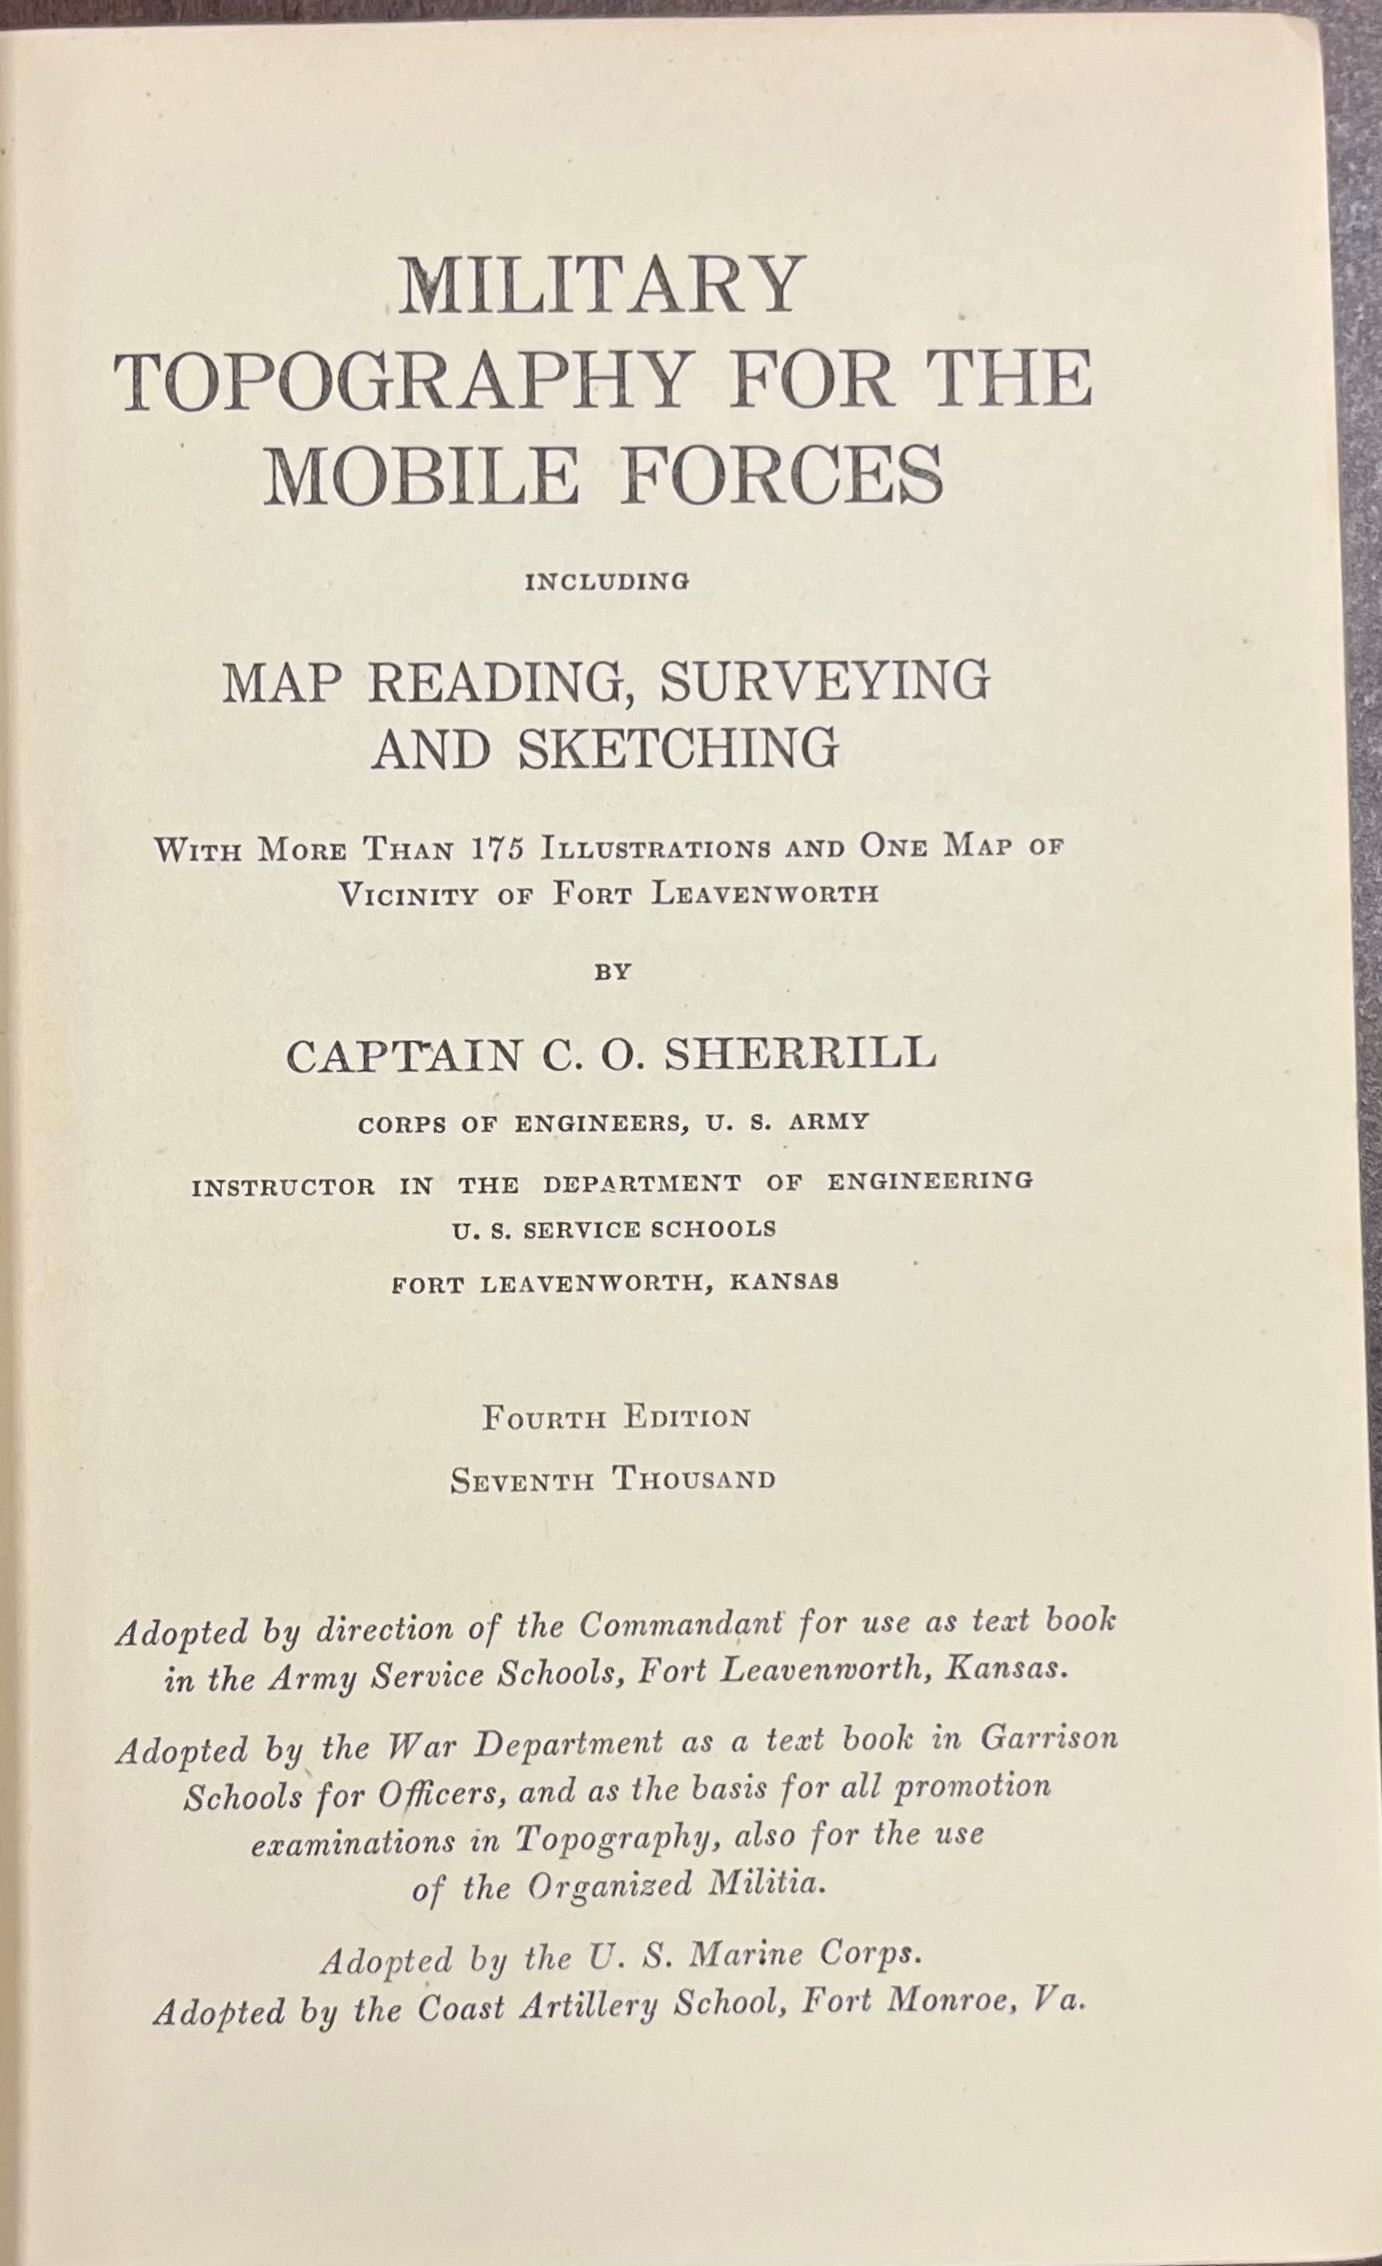 MILITARY
TOPOGRAPHY FOR THE
MOBILE FORCES
INCLUDING
MAP READING, SURVEYING
AND SKETCHING
WITH MORE THAN 175 ILLUSTRATIONS AND ONE MAP OF
VICINITY OF FORT LEAVENWORTH
BY
CAPTAIN C. O. SHERRILL
CORPS OF ENGINEERS, U. S. ARMY
INSTRUCTOR IN THE DEPARTMENT OF ENGINEERING
U. S. SERVICE SCHOOLS
FORT LEAVENWORTH, KANSAS
FOURTH EDITION
SEVENTH THOUSAND
Adopted by direction of the Commandant for use as text book
in the Army Service Schools, Fort Leavenworth, Kansas.
Adopted by the War Department as a text book in Garrison
Schools for Officers, and as the basis for all promotion
examinations in Topography, also for the use
of the Organized Militia.
Adopted by the U. S. Marine Corps.
Adopted by the Coast Artillery School, Fort Monroe, Va.